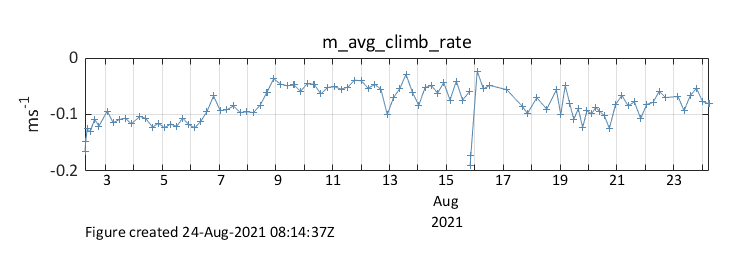 m_avg_climb_rate
ms-1
0
-0.1
-0.2
3 5 7 9 11 13 15 17 19 21 23
Aug
2021
Figure created 24-Aug-2021 08:14:37Z